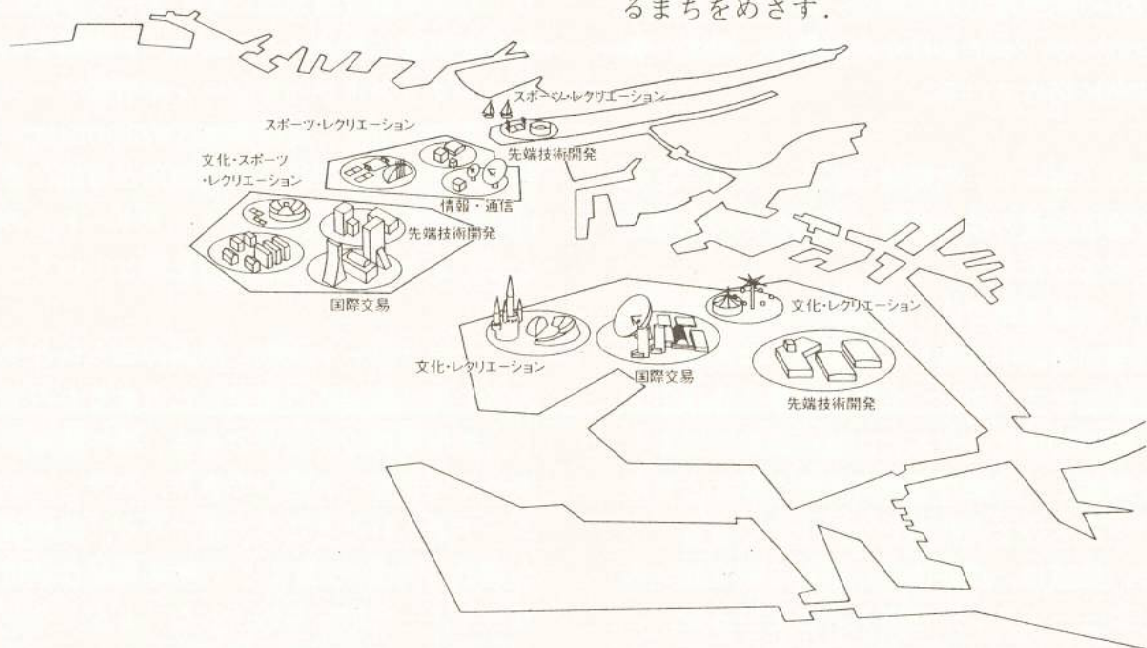 るまちをめざす.
スポーツ・レクリエーション
スポーツ・レクリエーション
先端技術開発
文化・スポーツ
・レクリエーション
情報・通信
先端技術開発
国際交易
文化・レクリエーション
文化・レクリエーション
国際交易
先端技術開発